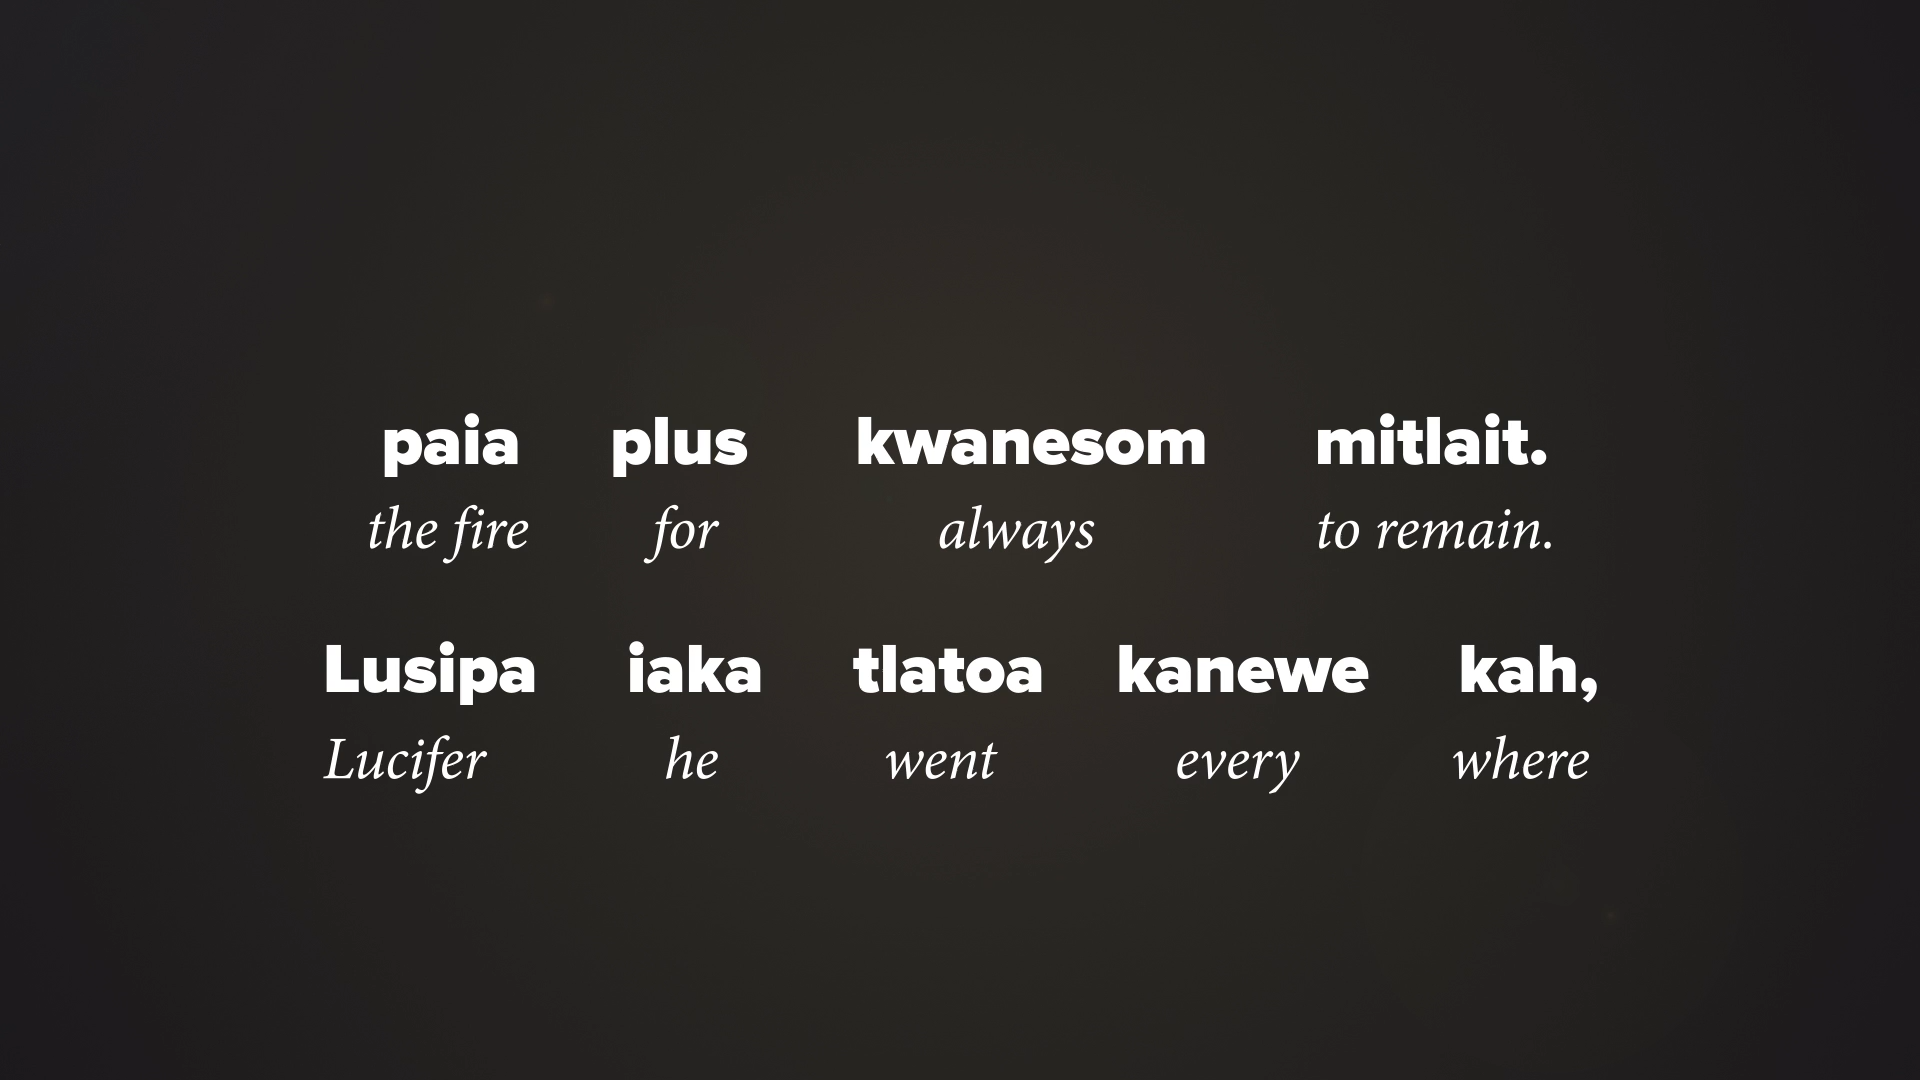 paia plus kwanesom mitlait.
the fire for always to remain.
Lusipa iaka tlatoa kanewe kah,
Lucifer he went every where